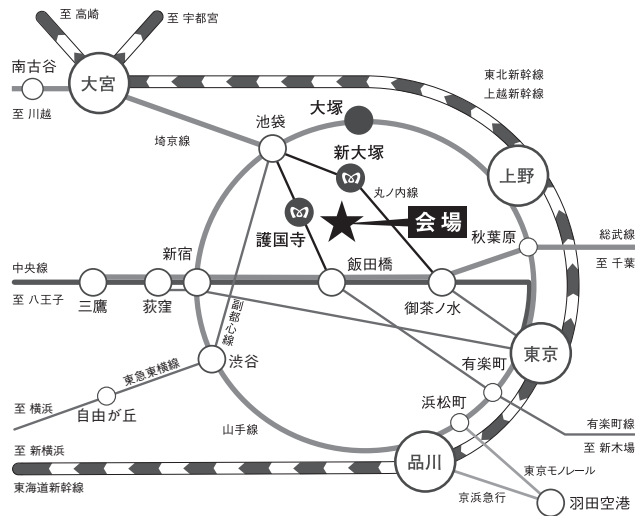 至 高崎
至 宇都宮
南古谷
大宮
至 川越
東北新幹線
上越新幹線
大塚
池袋
埼京線
新大塚
丸ノ内線
上野
会場
護国寺
秋葉原
総武線
至 千葉
新宿
飯田橋
中央線
至 八王子
三鷹
荻窪
御茶ノ水
副都心線
東京
渋谷
有楽町
東急東横線
自由が丘
浜松町
至 横浜
山手線
有楽町線
至 新木場
至 新横浜
品川
東京モノレール
東海道新幹線
京浜急行
羽田空港